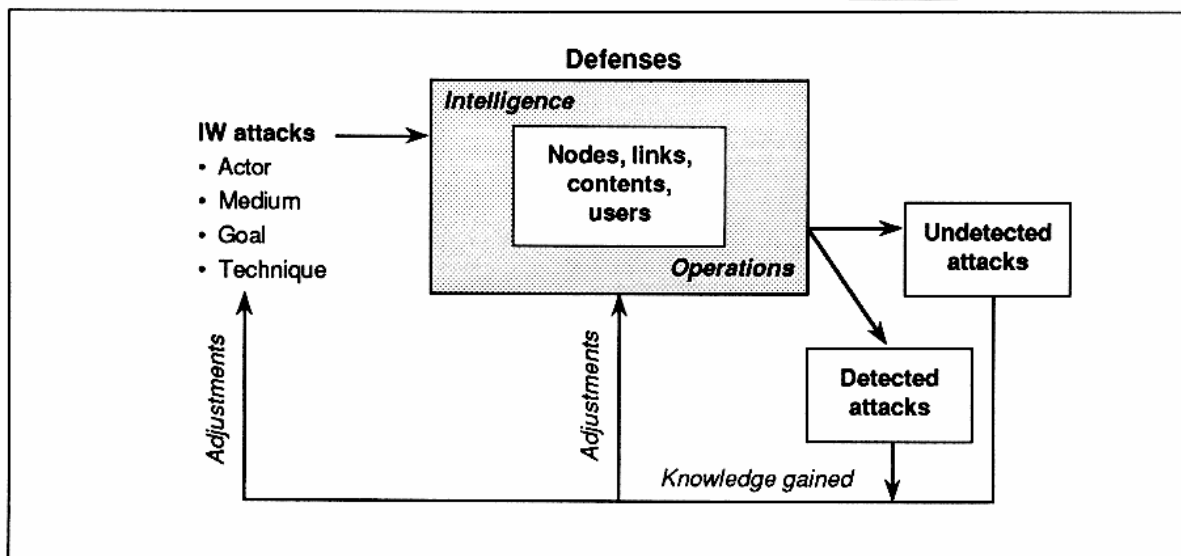 Defenses
Intelligence
IW attacks
• Actor
• Medium
• Goal
• Technique
Nodes, links,
contents,
users
Operations
Undetected
attacks
Detected
attacks
Adjustments
Adjustments
Knowledge gained